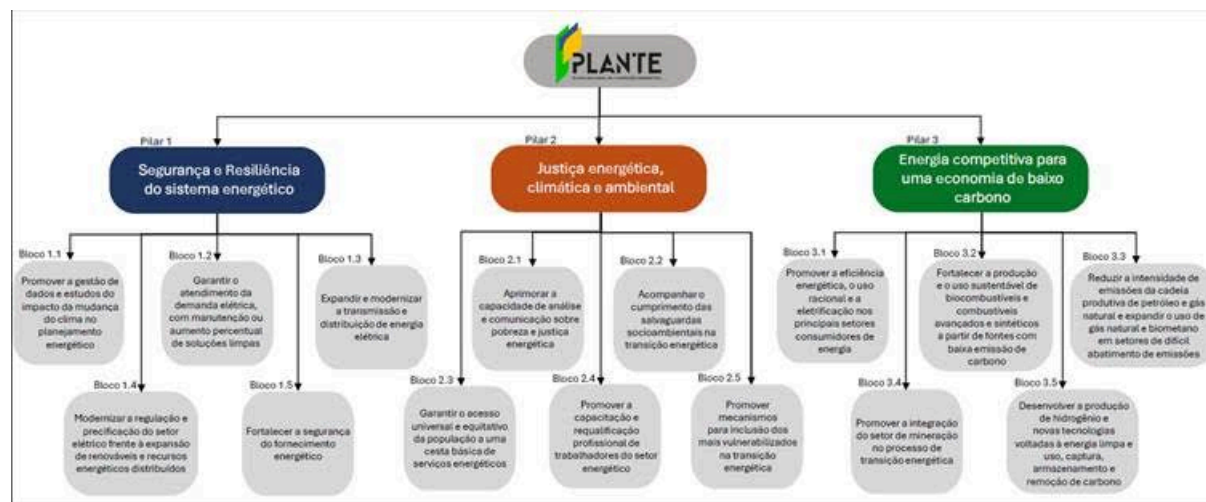 PLANTE
Pilar 1
Segurança e Resiliência
do sistema energético
Pilar 2
Justiça energética,
climática e ambiental
Pilar 3
Energia competitiva para
uma economia de baixo
carbono
Bloco 1.1
Promover a gestão de
dados e estudos do
impacto da mudança
do clima no
planejamento
energético
Bloco 1.2
Garantir o
atendimento da
demanda elétrica,
com manutenção ou
aumento percentual
de soluções limpas
Bloco 1.3
Expandir e modernizar
a transmissão e
distribuição de energia
elétrica
Bloco 1.4
Modernizar a regulação e
precificação do setor
elétrico frente à expansão
de renováveis e recursos
energéticos distribuídos
Bloco 1.5
Fortalecer a segurança
do fornecimento
energético
Bloco 2.1
Aprimorar a
capacidade de análise
e comunicação sobre
pobreza e justiça
energética
Bloco 2.2
Acompanhar o
cumprimento das
salvaguardas
socioambientais na
transição energética
Bloco 2.3
Garantir o acesso
universal e equitativo
da população a uma
cesta básica de
serviços energéticos
Bloco 2.4
Promover a
capacitação e
requalificação
profissional de
trabalhadores do setor
energético
Bloco 2.5
Promover
mecanismos
para inclusão dos
mais vulnerabilizados
na transição
energética
Bloco 3.1
Promover a eficiência
energética, o uso
racional e a
eletrificação nos
principais setores
consumidores de
energia
Bloco 3.2
Fortalecer a produção
e o uso sustentável de
biocombustíveis e
combustíveis
avançados e sintéticos
a partir de fontes com
baixa emissão de
carbono
Bloco 3.3
Reduzir a intensidade de
emissões da cadeia
produtiva de petróleo e gás
natural e expandir o uso de
gás natural e biometano
em setores de difícil
abatimento de emissões
Bloco 3.4
Promover a integração
do setor de mineração
no processo de
transição energética
Bloco 3.5
Desenvolver a produção
de hidrogênio e
novas tecnologias
voltadas à energia limpa e
uso, captura,
armazenamento e
remoção de carbono